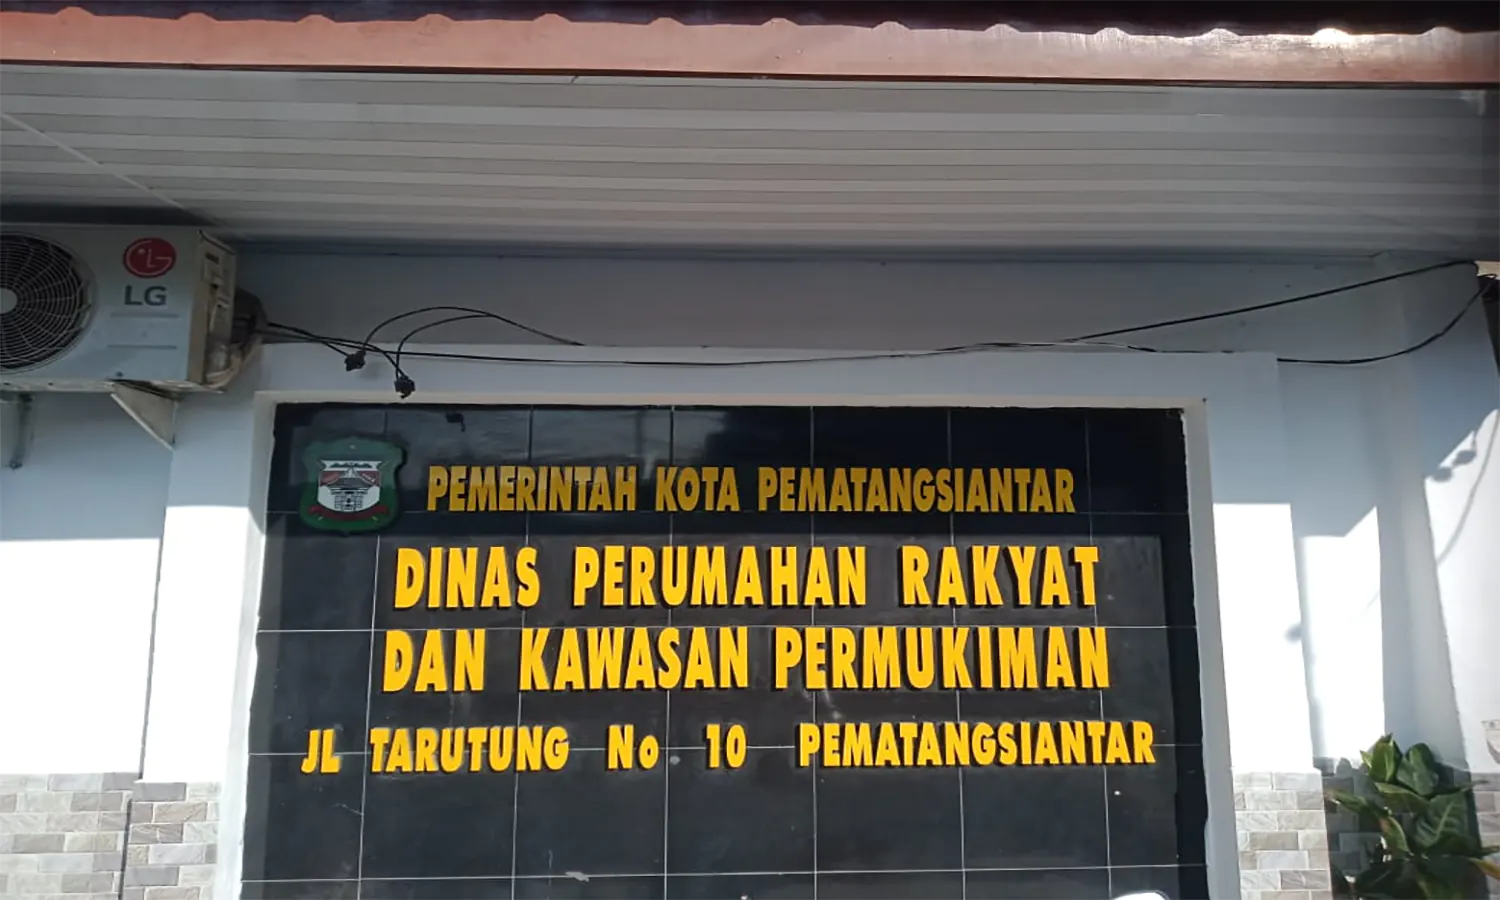 LG
PEMERINTAH KOTA PEMATANGSIANTAR
DINAS PERUMAHAN RAKYAT
DAN KAWASAN PERMUKIMAN
JL TARUTUNG No 10 PEMATANGSIANTAR